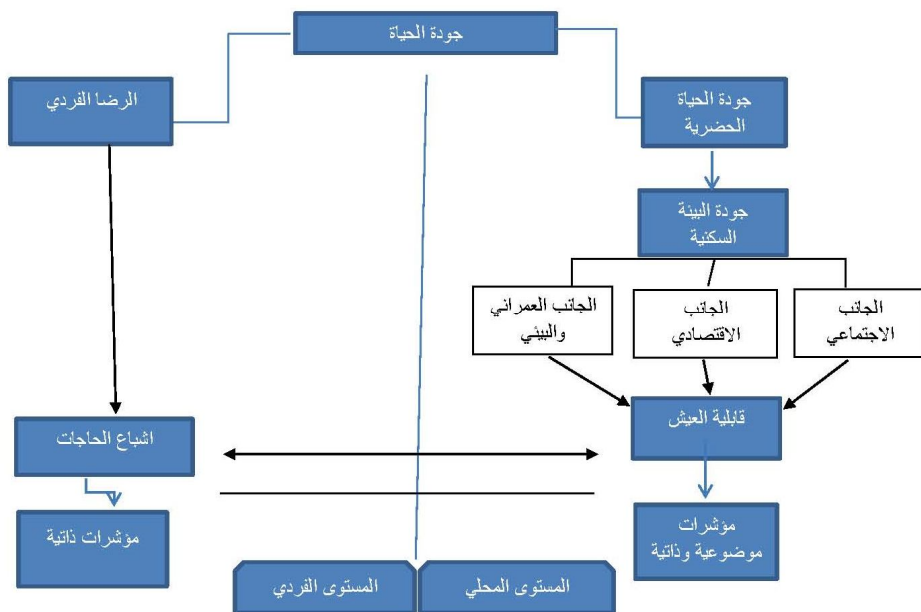 جودة الحياة
جودة الحياة
الحضرية
الرضا الفردي
جودة البيئة
السكنية
الجانب
الاجتماعي
الجانب
الاقتصادي
الجانب العمراني
والبيئي
قابلية العيش
اشباع الحاجات
مؤشرات
موضوعية وذاتية
مؤشرات ذاتية
المستوى المحلي
المستوى الفردي